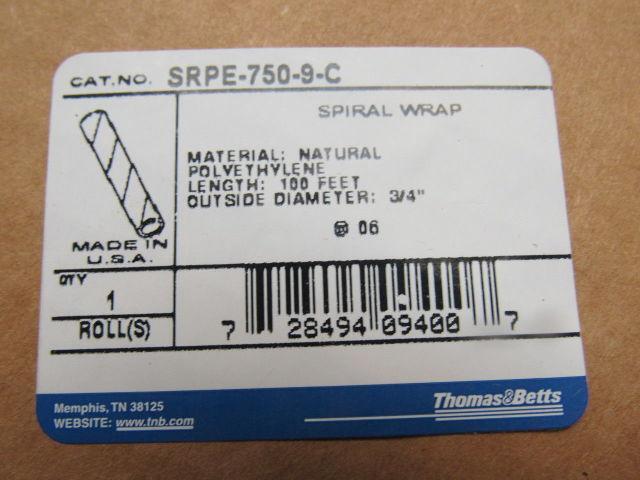 CAT.NO. SRPE-750-9-C
SPIRAL WRAP
MATERIAL: NATURAL
POLYETHYLENE
LENGTH: 100 FEET
OUTSIDE DIAMETER: 3/4"
06
MADE IN
U.S.A.
QTY
1
ROLL(S)
7 28494 09400 7
Memphis, TN 38125
WEBSITE: www.tnb.com
Thomas&Betts